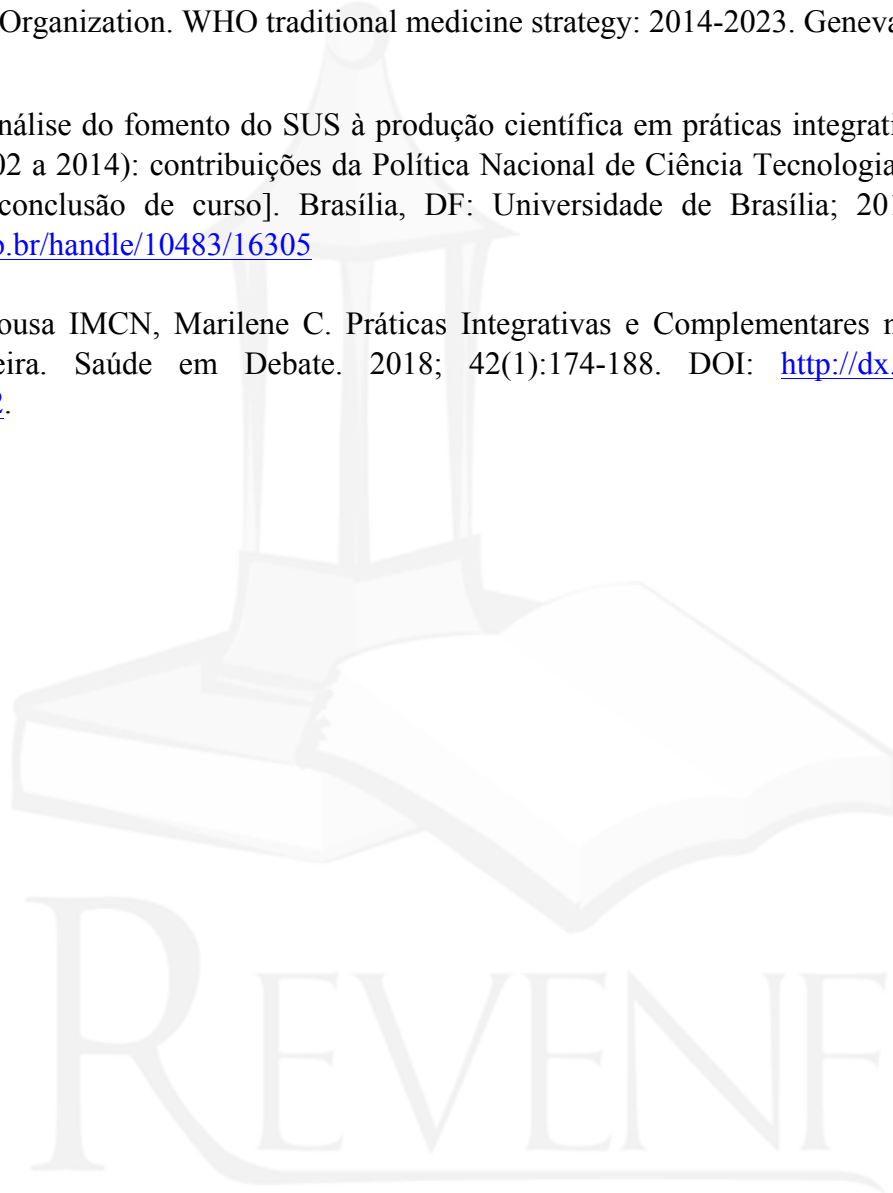 Organization. WHO traditional medicine strategy: 2014-2023. Geneva
nálise do fomento do SUS à produção científica em práticas integrati
02 a 2014): contribuições da Política Nacional de Ciência Tecnologia
conclusão de curso]. Brasília, DF: Universidade de Brasília; 201
.br/handle/10483/16305
ousa IMCN, Marilene C. Práticas Integrativas e Complementares n
eira. Saúde em Debate. 2018; 42(1):174-188. DOI: http://dx.
REVENF